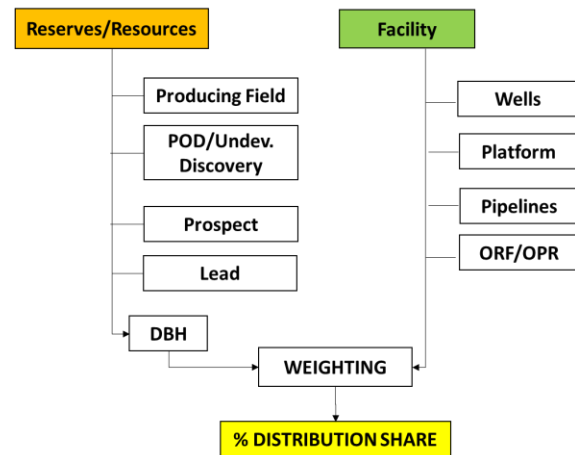 Reserves/Resources
Facility
Producing Field
POD/Undev.
Discovery
Prospect
Lead
DBH
Wells
Platform
Pipelines
ORF/OPR
WEIGHTING
% DISTRIBUTION SHARE